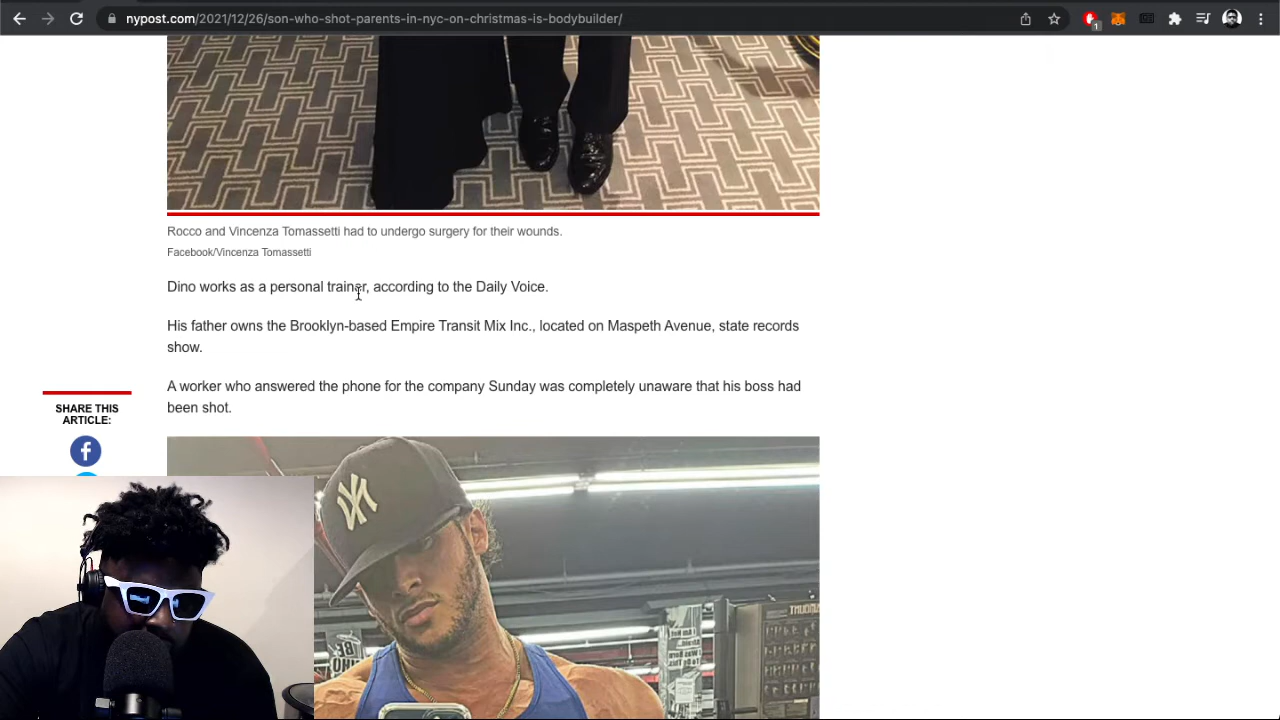 nypost.com/2021/12/26/son-who-shot-parents-in-nyc-on-christmas-is-bodybuilder/
1
Rocco and Vincenza Tomassetti had to undergo surgery for their wounds.
Facebook/Vincenza Tomassetti
Dino works as a personal trainer, according to the Daily Voice.
His father owns the Brooklyn-based Empire Transit Mix Inc., located on Maspeth Avenue, state records
show.
A worker who answered the phone for the company Sunday was completely unaware that his boss had
been shot.
SHARE THIS
ARTICLE:
f
NY